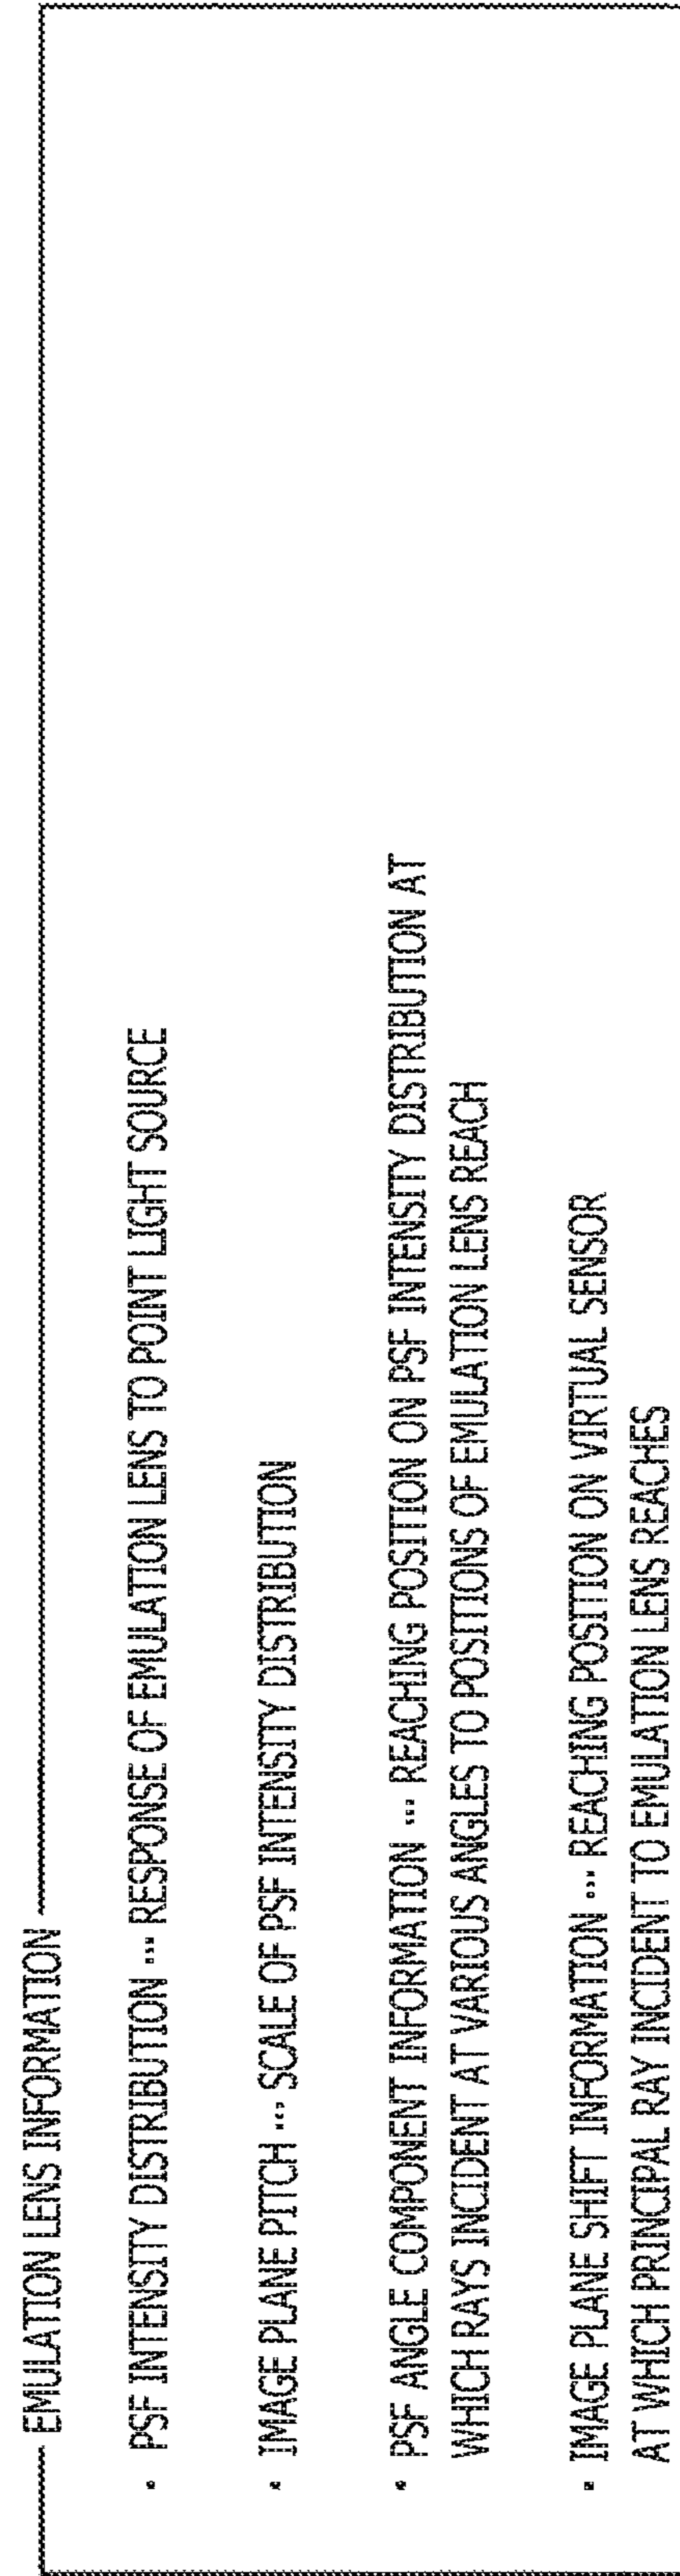 EMULATION LENS INFORMATION
• PSF INTENSITY DISTRIBUTION ··· RESPONSE OF EMULATION LENS TO POINT LIGHT SOURCE
• IMAGE PLANE PITCH ··· SCALE OF PSF INTENSITY DISTRIBUTION
• PSF ANGLE COMPONENT INFORMATION ··· REACHING POSITION ON PSF INTENSITY DISTRIBUTION AT
WHICH RAYS INCIDENT AT VARIOUS ANGLES TO POSITIONS OF EMULATION LENS REACH
• IMAGE PLANE SHIFT INFORMATION ··· REACHING POSITION ON VIRTUAL SENSOR
AT WHICH PRINCIPAL RAY INCIDENT TO EMULATION LENS REACHES